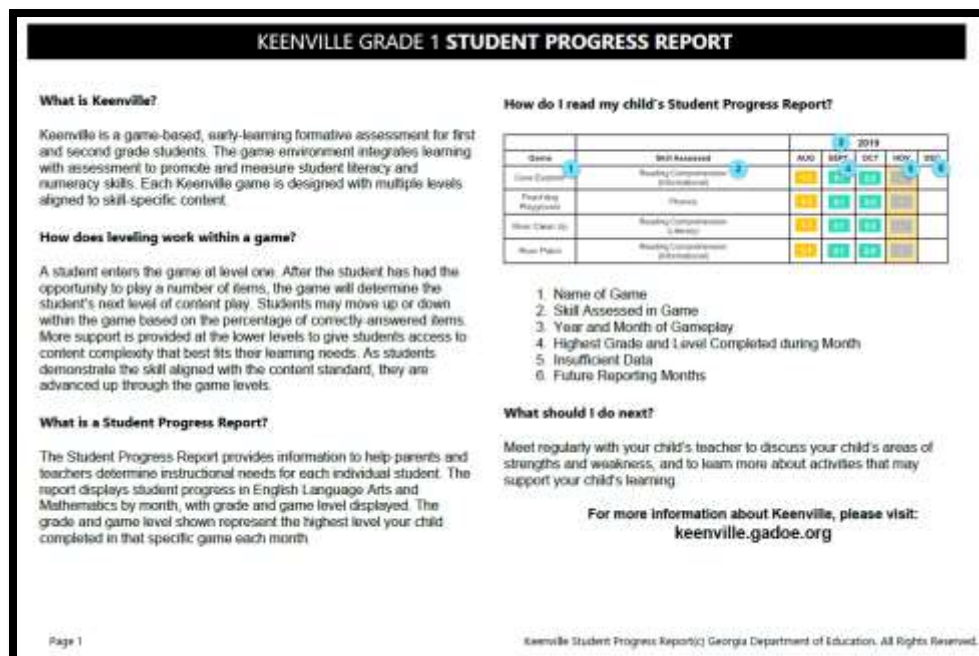 KEENVILLE GRADE 1 STUDENT PROGRESS REPORT
What is Keenville?
Keenville is a game-based, early-learning formative assessment for first
and second grade students. The game environment integrates learning
with assessment to promote and measure student literacy and
numeracy skills. Each Keenville game is designed with multiple levels
aligned to skill-specific content.
How does leveling work within a game?
A student enters the game at level one. After the student has had the
opportunity to play a number of items, the game will determine the
student's next level of content play. Students may move up or down
within the game based on the percentage of correctly-answered items.
More support is provided at the lower levels to give students access to
content complexity that best fits their learning needs. As students
demonstrate the skill aligned with the content standard, they are
advanced up through the game levels.
What is a Student Progress Report?
The Student Progress Report provides information to help parents and
teachers determine instructional needs for each individual student. The
report displays student progress in English Language Arts and
Mathematics by month, with grade and game level displayed. The
grade and game level shown represent the highest level your child
completed in that specific game each month.
How do I read my child's Student Progress Report?
3 2019
Game Skill Assessed AUG SEPT OCT NOV DEC
1 Reading Comprehension 2 4 5 6
(Informational)
Phonics
Reading Comprehension
(Literary)
Reading Comprehension
(Informational)
1. Name of Game
2. Skill Assessed in Game
3. Year and Month of Gameplay
4. Highest Grade and Level Completed during Month
5. Insufficient Data
6. Future Reporting Months
What should I do next?
Meet regularly with your child's teacher to discuss your child's areas of
strengths and weakness, and to learn more about activities that may
support your child's learning.
For more information about Keenville, please visit:
keenville.gadoe.org
Page 1
Keenville Student Progress Report(c) Georgia Department of Education. All Rights Reserved.